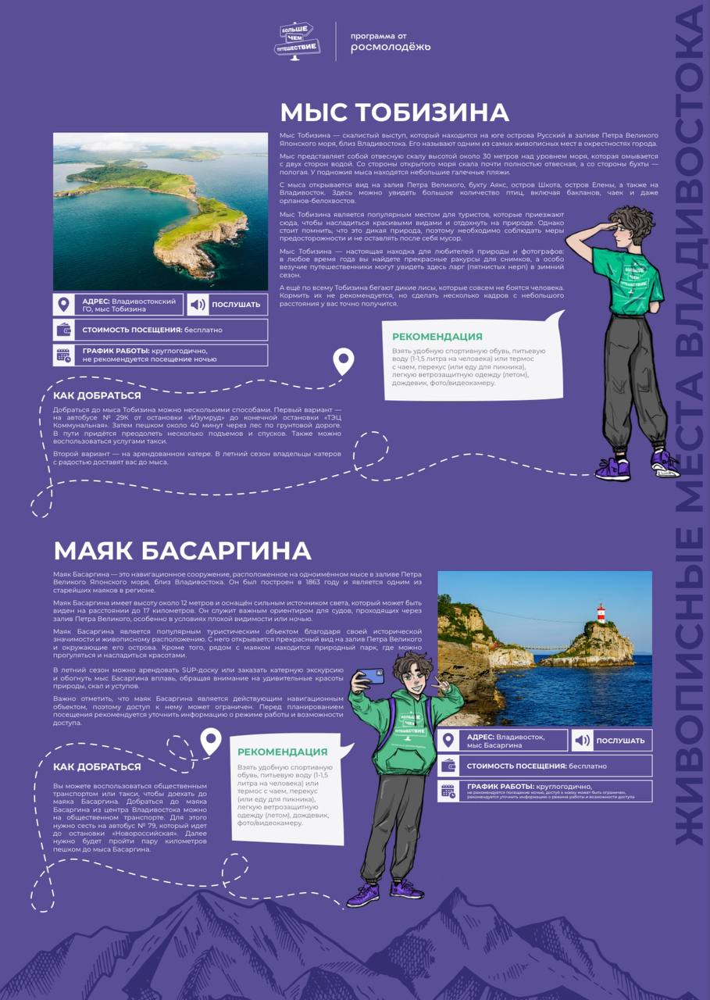 БОЛЬШЕ
ЧЕМ
ПУТЕШЕСТВИЕ
программа от
росмолодёжь
ЖИВОПИСНЫЕ МЕСТА ВЛАДИВОСТОКА
МЫС ТОБИЗИНА
Мыс Тобизина — скалистый выступ, который находится на юге острова Русский в заливе Петра Великого
Японского моря, близ Владивостока. Его называют одним из самых живописных мест в окрестностях города.
Мыс представляет собой отвесную скалу высотой около 30 метров над уровнем моря, которая омывается
с двух сторон водой. Со стороны открытого моря скала почти полностью отвесная, а со стороны бухты —
пологая. У подножия мыса находятся небольшие галечные пляжи.
С мыса открывается вид на залив Петра Великого, бухту Аякс, остров Шкота, остров Елены, а также на
Владивосток. Здесь можно увидеть большое количество птиц, включая бакланов, чаек и даже
орланов-белохвостов.
Мыс Тобизина является популярным местом для туристов, которые приезжают
сюда, чтобы насладиться красивыми видами и отдохнуть на природе. Однако
стоит помнить, что это дикая природа, поэтому необходимо соблюдать меры
предосторожности и не оставлять после себя мусор.
Мыс Тобизина — настоящая находка для любителей природы и фотографов:
в любое время года вы найдете прекрасные ракурсы для снимков, а особо
везучие путешественники могут увидеть здесь ларг (пятнистых нерп) в зимний
сезон.
А ещё по всему Тобизина бегают дикие лисы, которые совсем не боятся человека.
Кормить их не рекомендуется, но сделать несколько кадров с небольшого
расстояния у вас точно получится.
АДРЕС: Владивостокский
ГО, мыс Тобизина
ПОСЛУШАТЬ
СТОИМОСТЬ ПОСЕЩЕНИЯ: бесплатно
ГРАФИК РАБОТЫ: круглогодично,
не рекомендуется посещение ночью
РЕКОМЕНДАЦИЯ
Взять удобную спортивную обувь, питьевую
воду (1-1,5 литра на человека) или термос
с чаем, перекус (или еду для пикника),
легкую ветрозащитную одежду (летом),
дождевик, фото/видеокамеру.
БОЛЬШЕ
ЧЕМ
ПУТЕШЕСТВИЕ
КАК ДОБРАТЬСЯ
Добраться до мыса Тобизина можно несколькими способами. Первый вариант —
на автобусе № 29К от остановки «Изумруд» до конечной остановки «ТЭЦ
Коммунальная». Затем пешком около 40 минут через лес по грунтовой дороге.
В пути придётся преодолеть несколько подъемов и спусков. Также можно
воспользоваться услугами такси.
Второй вариант — на арендованном катере. В летний сезон владельцы катеров
с радостью доставят вас до мыса.
МАЯК БАСАРГИНА
Маяк Басаргина — это навигационное сооружение, расположенное на одноимённом мысе в заливе Петра
Великого Японского моря, близ Владивостока. Он был построен в 1863 году и является одним из
старейших маяков в регионе.
Маяк Басаргина имеет высоту около 12 метров и оснащён сильным источником света, который может быть
виден на расстоянии до 17 километров. Он служит важным ориентиром для судов, проходящих через
залив Петра Великого, особенно в условиях плохой видимости или ночью.
Маяк Басаргина является популярным туристическим объектом благодаря своей исторической
значимости и живописному расположению. С него открывается прекрасный вид на залив Петра Великого
и окружающие его острова. Кроме того, рядом с маяком находится природный парк, где можно
прогуляться и насладиться красотами.
В летний сезон можно арендовать SUP-доску или заказать катерную экскурсию
и обогнуть мыс Басаргина вплавь, обращая внимание на удивительные красоты
природы, скал и уступов.
Важно отметить, что маяк Басаргина является действующим навигационным
объектом, поэтому доступ к нему может ограничен. Перед планированием
посещения рекомендуется уточнить информацию о режиме работы и возможности
доступа.
АДРЕС: Владивосток,
мыс Басаргина
ПОСЛУШАТЬ
СТОИМОСТЬ ПОСЕЩЕНИЯ: бесплатно
ГРАФИК РАБОТЫ: круглогодично,
не рекомендуется посещение ночью, доступ к маяку может быть ограничен,
рекомендуется уточнить информацию о режиме работы и возможности доступа
БОЛЬШЕ
ЧЕМ
ПУТЕШЕСТВИЕ
КАК ДОБРАТЬСЯ
Вы можете воспользоваться общественным
транспортом или такси, чтобы доехать до
маяка Басаргина. Добраться до маяка
Басаргина из центра Владивостока можно
на общественном транспорте. Для этого
нужно сесть на автобус № 79, который идет
до остановки «Новороссийская». Далее
нужно будет пройти пару километров
пешком до мыса Басаргина.
РЕКОМЕНДАЦИЯ
Взять удобную спортивную
обувь, питьевую воду (1-1,5
литра на человека) или
термос с чаем, перекус
(или еду для пикника),
легкую ветрозащитную
одежду (летом), дождевик,
фото/видеокамеру.